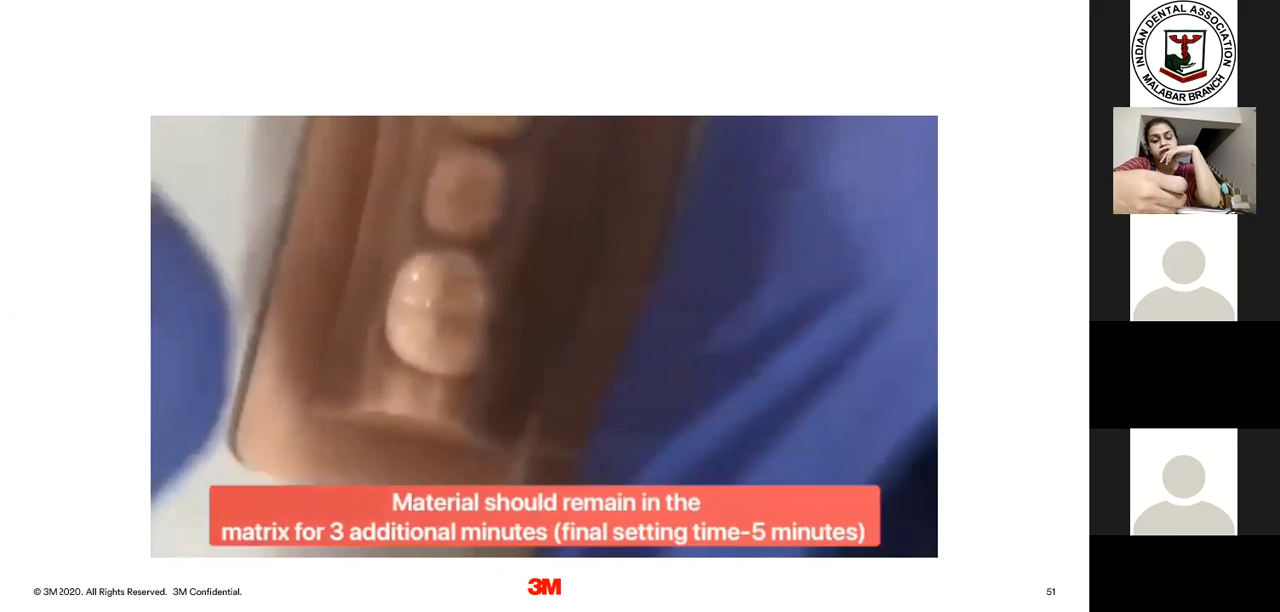 INDIAN DENTAL ASSOCIATION
MALABAR BRANCH
Material should remain in the
matrix for 3 additional minutes (final setting time-5 minutes)
© 3M 2020. All Rights Reserved. 3M Confidential.
3M
51